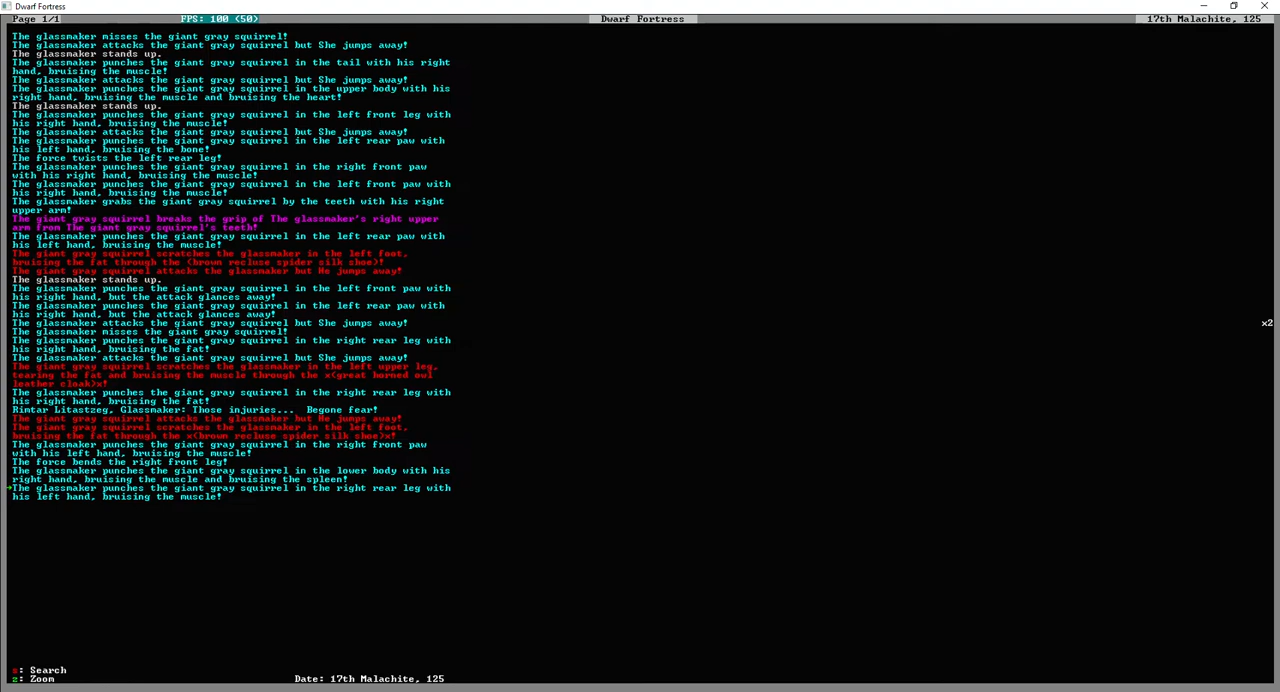 Dwarf Fortress
Page 1/1 FPS: 100 (50) Dwarf Fortress 17th Malachite, 125
The glassmaker misses the giant gray squirrel!
The glassmaker attacks the giant gray squirrel but She jumps away!
The glassmaker stands up.
The glassmaker punches the giant gray squirrel in the tail with his right
hand, bruising the muscle!
The glassmaker attacks the giant gray squirrel but She jumps away!
The glassmaker punches the giant gray squirrel in the upper body with his
right hand, bruising the muscle and bruising the heart!
The glassmaker stands up.
The glassmaker punches the giant gray squirrel in the left front leg with
his right hand, bruising the muscle!
The glassmaker attacks the giant gray squirrel but She jumps away!
The glassmaker punches the giant gray squirrel in the left rear paw with
his left hand, bruising the bone!
The force twists the left rear leg!
The glassmaker punches the giant gray squirrel in the right front paw
with his right hand, bruising the muscle!
The glassmaker punches the giant gray squirrel in the left front paw with
his right hand, bruising the muscle!
The glassmaker grabs the giant gray squirrel by the teeth with his right
upper arm!
The giant gray squirrel breaks the grip of The glassmaker's right upper
arm from The giant gray squirrel's teeth!
The glassmaker punches the giant gray squirrel in the left rear paw with
his left hand, bruising the muscle!
The giant gray squirrel scratches the glassmaker in the left foot,
bruising the fat through the (brown recluse spider silk shoe)!
The giant gray squirrel attacks the glassmaker but He jumps away!
The glassmaker stands up.
The glassmaker punches the giant gray squirrel in the left front paw with
his right hand, but the attack glances away!
The glassmaker punches the giant gray squirrel in the left rear paw with
his right hand, but the attack glances away!
The glassmaker attacks the giant gray squirrel but She jumps away! x2
The glassmaker misses the giant gray squirrel!
The glassmaker punches the giant gray squirrel in the right rear leg with
his right hand, bruising the fat!
The glassmaker attacks the giant gray squirrel but She jumps away!
The giant gray squirrel scratches the glassmaker in the left upper leg,
tearing the fat and bruising the muscle through the x(great horned owl
leather cloak)x!
The glassmaker punches the giant gray squirrel in the right rear leg with
his right hand, bruising the fat!
Rintar Litastzeg, Glassmaker: Those injuries... Begone fear!
The giant gray squirrel attacks the glassmaker but He jumps away!
The giant gray squirrel scratches the glassmaker in the left foot,
bruising the fat through the x(brown recluse spider silk shoe)x!
The glassmaker punches the giant gray squirrel in the right front paw
with his left hand, bruising the muscle!
The force bends the right front leg!
The glassmaker punches the giant gray squirrel in the lower body with his
right hand, bruising the muscle and bruising the spleen!
→The glassmaker punches the giant gray squirrel in the right rear leg with
his left hand, bruising the muscle!
s: Search
z: Zoom Date: 17th Malachite, 125